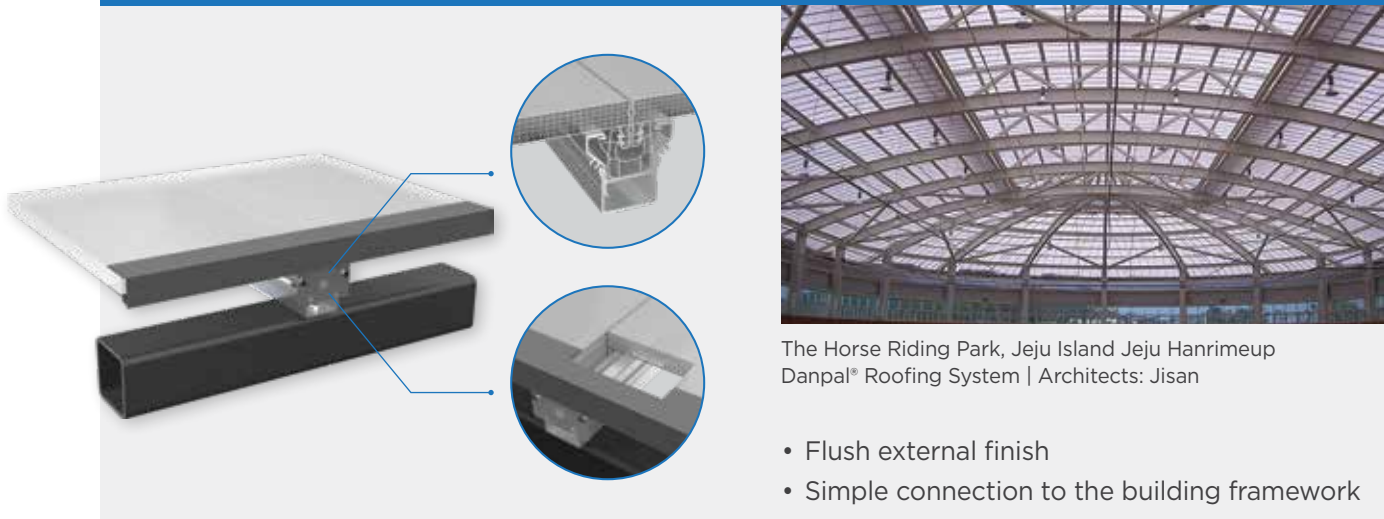 The Horse Riding Park, Jeju Island Jeju Hanrimeup
Danpal® Roofing System | Architects: Jisan
• Flush external finish
• Simple connection to the building framework